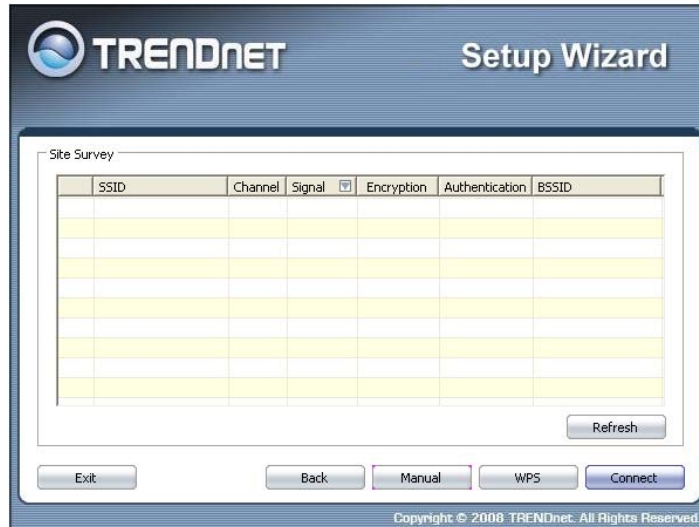 TRENDnet
Setup Wizard
Site Survey
SSID Channel Signal Encryption Authentication BSSID
Refresh
Exit Back Manual WPS Connect
Copyright © 2008 TRENDnet. All Rights Reserved